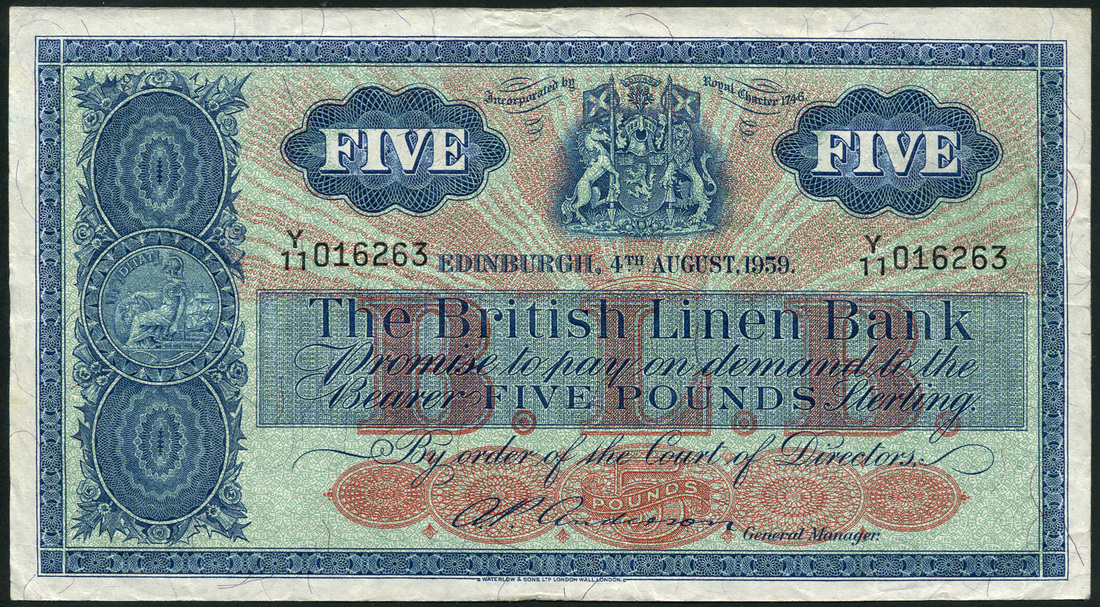 Incorporated by Royal Charter 1746.
FIVE FIVE
Y/11 016263 Y/11 016263
EDINBURGH, 4TH AUGUST, 1959.
The British Linen Bank
Promise to pay on demand to the
Bearer FIVE POUNDS Sterling.
B.L.B.
By order of the Court of Directors,
5
POUNDS
A.P. Anderson
General Manager.
WATERLOW & SONS LTD LONDON WALL, LONDON.